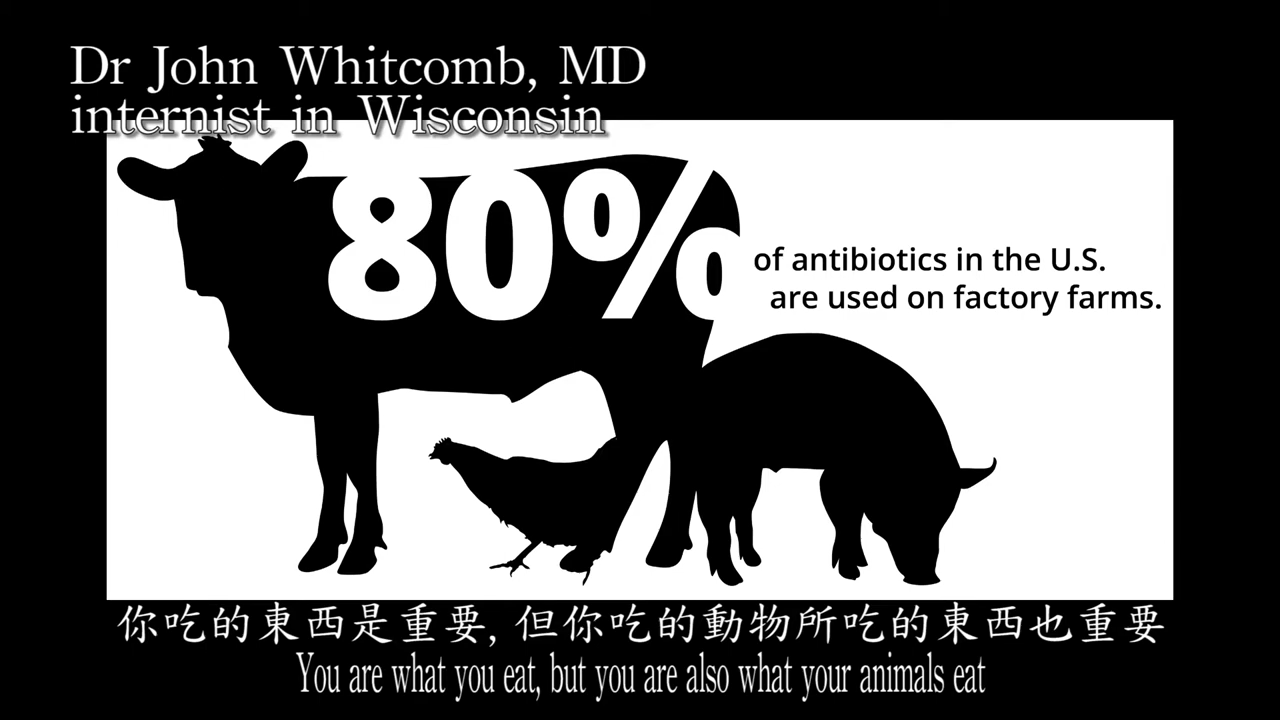 Dr John Whitcomb, MD
internist in Wisconsin
80%
of antibiotics in the U.S.
are used on factory farms.
你吃的東西是重要, 但你吃的動物所吃的東西也重要
You are what you eat, but you are also what your animals eat